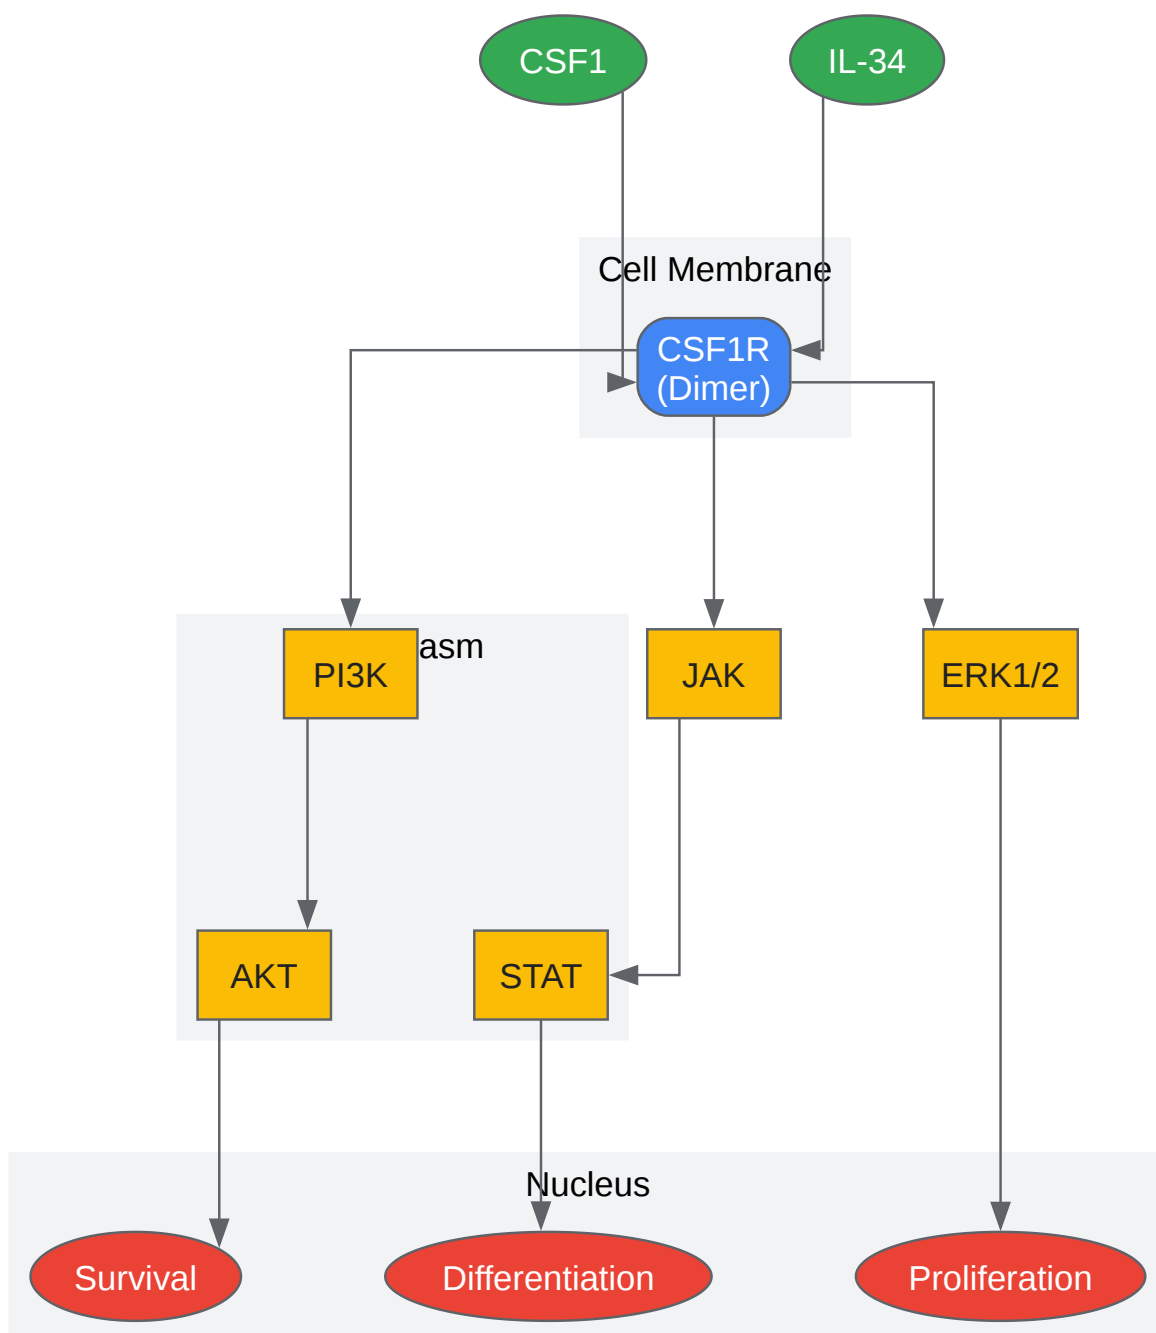 CSF1
IL-34
Cell Membrane
CSF1R
(Dimer)
asm
PI3K
JAK
ERK1/2
AKT
STAT
Nucleus
Survival
Differentiation
Proliferation